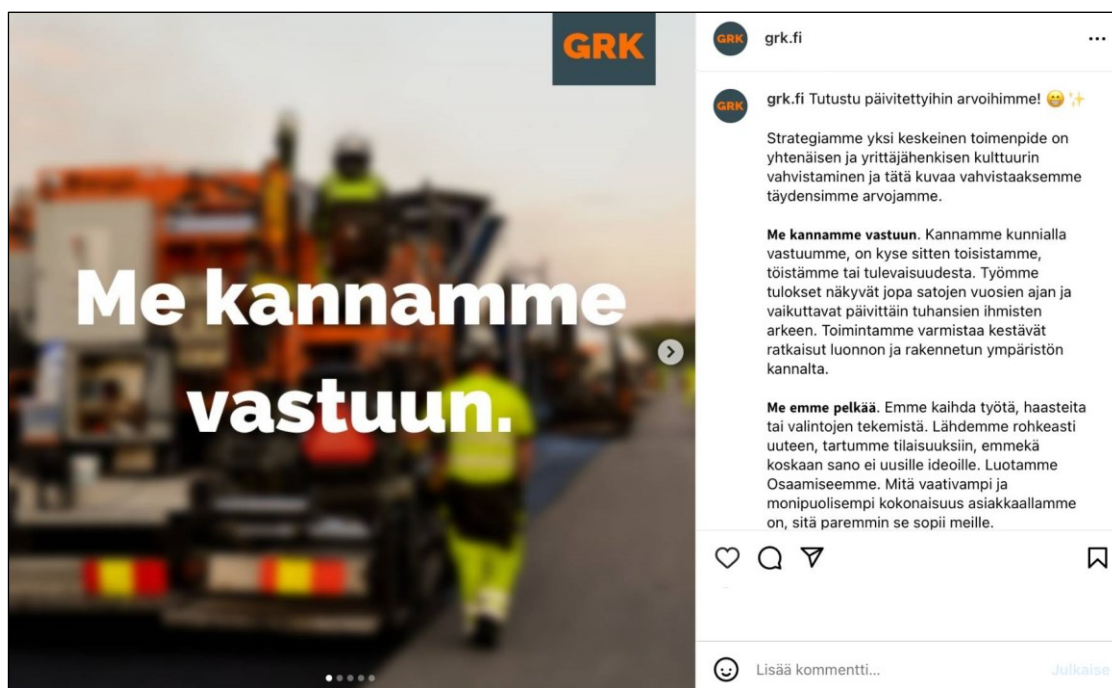 GRK
Me kannamme
vastuun.
GRK
grk.fi
GRK
grk.fi Tutustu päivitettyihin arvoihimme! 😁✨
Strategiamme yksi keskeinen toimenpide on
yhtenäisen ja yrittäjähenkisen kulttuurin
vahvistaminen ja tätä kuvaa vahvistaaksemme
täydensimme arvojamme.
Me kannamme vastuun. Kannamme kunnialla
vastuumme, on kyse sitten toisistamme,
töistämme tai tulevaisuudesta. Työmme
tulokset näkyvät jopa satojen vuosien ajan ja
vaikuttavat päivittäin tuhansien ihmisten
arkeen. Toimintamme varmistaa kestävät
ratkaisut luonnon ja rakennetun ympäristön
kannalta.
Me emme pelkää. Emme kaihda työtä, haasteita
tai valintojen tekemistä. Lähdemme rohkeasti
uuteen, tartumme tilaisuuksiin, emmekä
koskaan sano ei uusille ideoille. Luotamme
Osaamiseemme. Mitä vaativampi ja
monipuolisempi kokonaisuus asiakkaallamme
on, sitä paremmin se sopii meille.
Lisää kommentti...
Julkaise